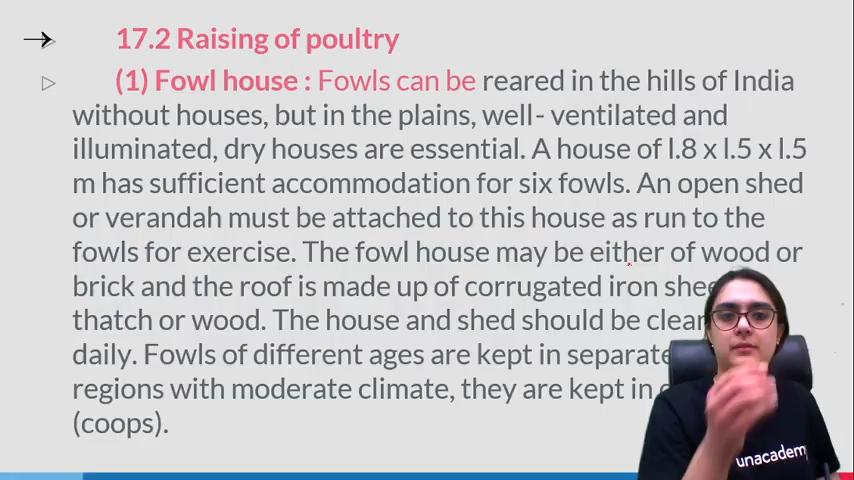 17.2 Raising of poultry
(1) Fowl house : Fowls can be reared in the hills of India
without houses, but in the plains, well- ventilated and
illuminated, dry houses are essential. A house of l.8 x l.5 x l.5
m has sufficient accommodation for six fowls. An open shed
or verandah must be attached to this house as run to the
fowls for exercise. The fowl house may be either of wood or
brick and the roof is made up of corrugated iron
thatch or wood. The house and shed should be
daily. Fowls of different ages are kept in separate
regions with moderate climate, they are kept in
(coops).
unacadem